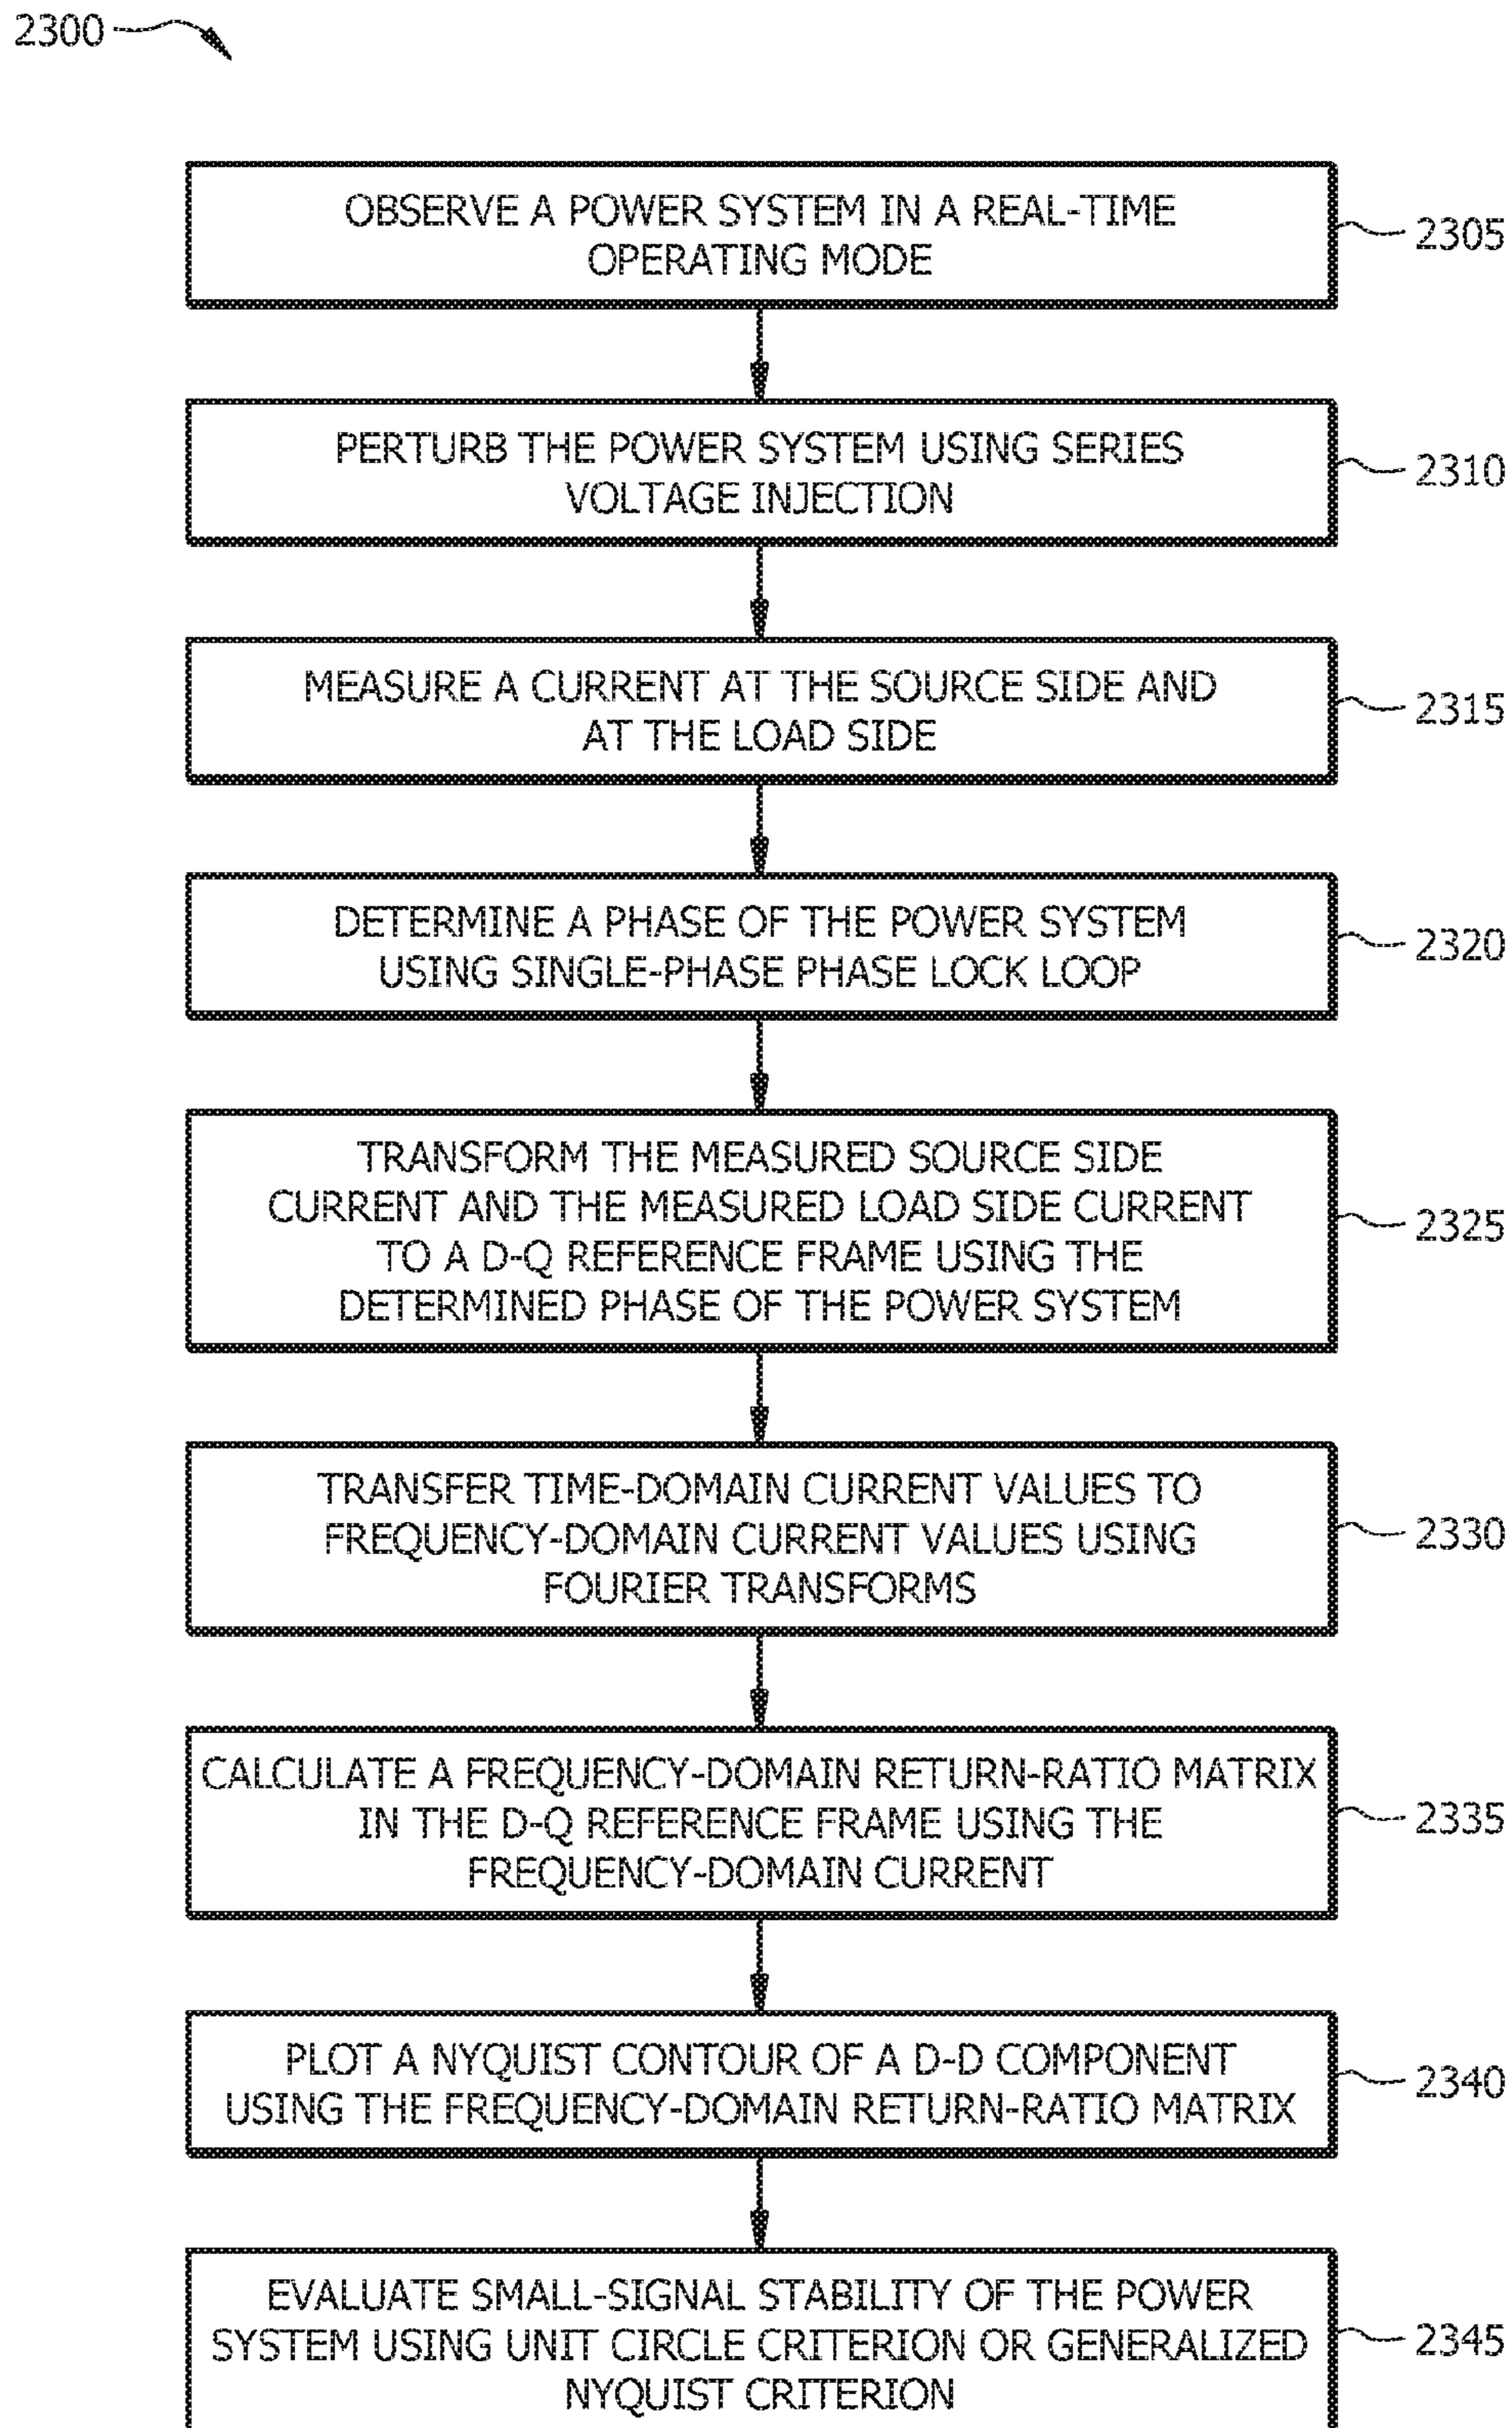 2300
OBSERVE A POWER SYSTEM IN A REAL-TIME
OPERATING MODE
2305
PERTURB THE POWER SYSTEM USING SERIES
VOLTAGE INJECTION
2310
MEASURE A CURRENT AT THE SOURCE SIDE AND
AT THE LOAD SIDE
2315
DETERMINE A PHASE OF THE POWER SYSTEM
USING SINGLE-PHASE PHASE LOCK LOOP
2320
TRANSFORM THE MEASURED SOURCE SIDE
CURRENT AND THE MEASURED LOAD SIDE CURRENT
TO A D-Q REFERENCE FRAME USING THE
DETERMINED PHASE OF THE POWER SYSTEM
2325
TRANSFER TIME-DOMAIN CURRENT VALUES TO
FREQUENCY-DOMAIN CURRENT VALUES USING
FOURIER TRANSFORMS
2330
CALCULATE A FREQUENCY-DOMAIN RETURN-RATIO MATRIX
IN THE D-Q REFERENCE FRAME USING THE
FREQUENCY-DOMAIN CURRENT
2335
PLOT A NYQUIST CONTOUR OF A D-D COMPONENT
USING THE FREQUENCY-DOMAIN RETURN-RATIO MATRIX
2340
EVALUATE SMALL-SIGNAL STABILITY OF THE POWER
SYSTEM USING UNIT CIRCLE CRITERION OR GENERALIZED
NYQUIST CRITERION
2345